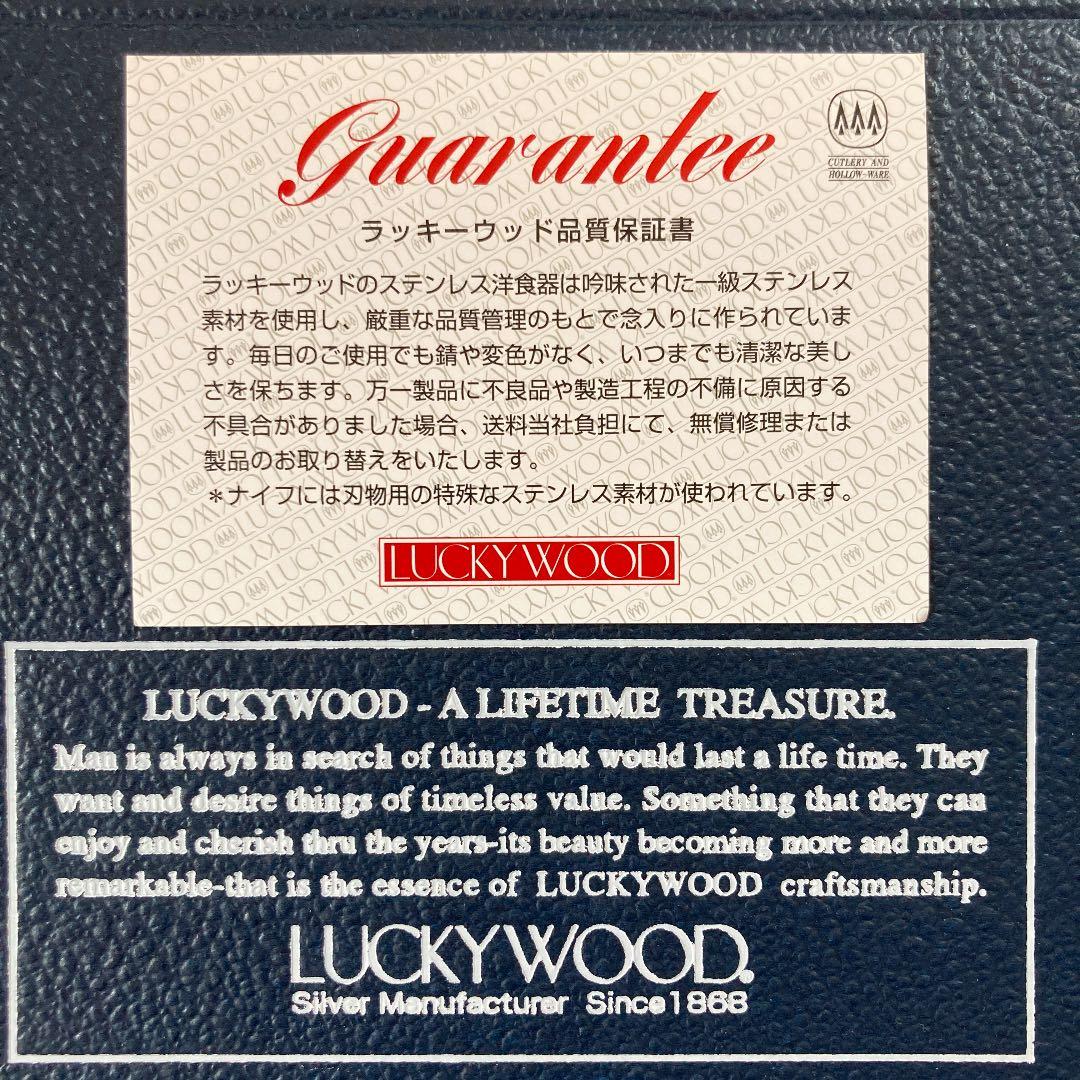 Guarantee
CUTLERY AND
HOLLOW-WARE
ラッキーウッド品質保証書
ラッキーウッドのステンレス洋食器は吟味された一級ステンレス
素材を使用し、厳重な品質管理のもとで念入りに作られていま
す。毎日のご使用でも錆や変色がなく、いつまでも清潔な美し
さを保ちます。万一製品に不良品や製造工程の不備に原因する
不具合がありました場合、送料当社負担にて、無償修理または
製品のお取り替えをいたします。
＊ナイフには刃物用の特殊なステンレス素材が使われています。
LUCKYWOOD
LUCKYWOOD - A LIFETIME TREASURE.
Man is always in search of things that would last a life time. They
want and desire things of timeless value. Something that they can
enjoy and cherish thru the years-its beauty becoming more and more
remarkable-that is the essence of LUCKYWOOD craftsmanship.
LUCKYWOOD.
Silver Manufacturer Since1868